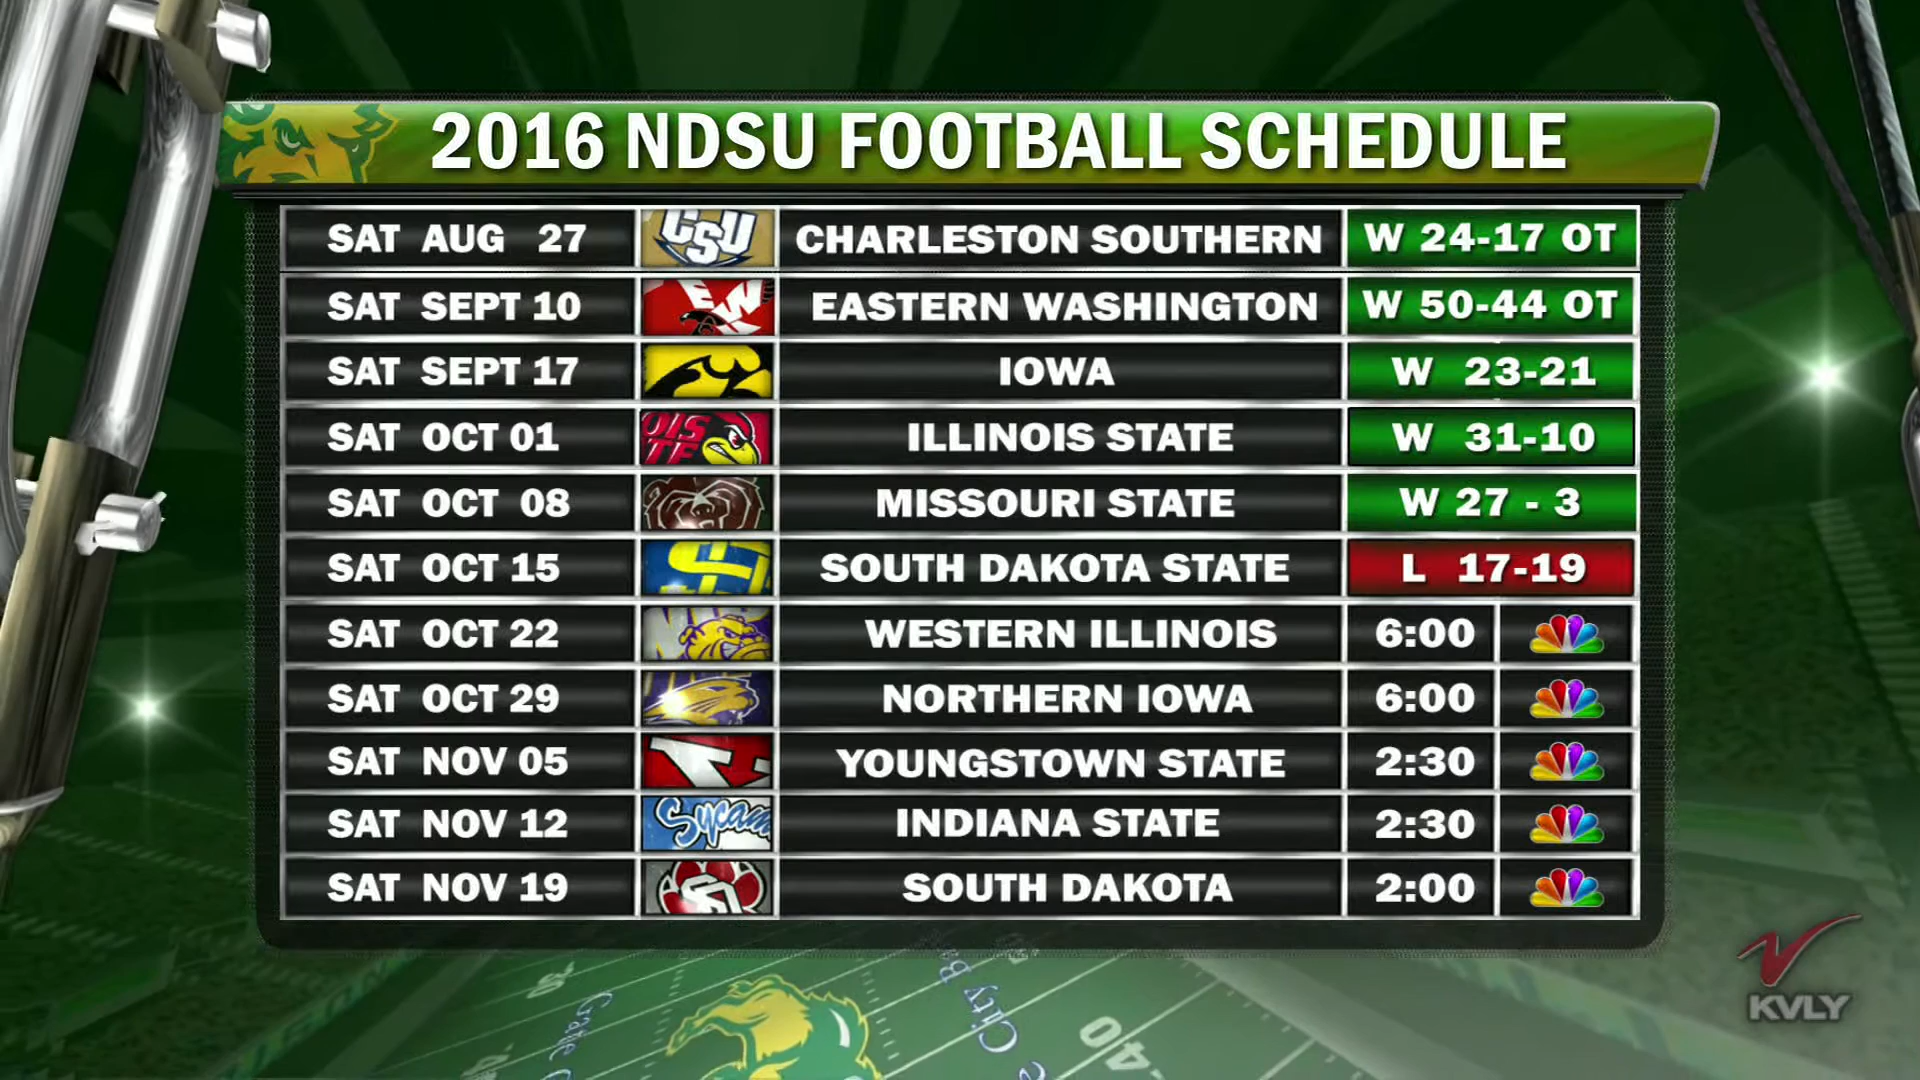 2016 NDSU FOOTBALL SCHEDULE
SAT AUG 27 CSU CHARLESTON SOUTHERN W 24-17 OT
SAT SEPT 10 EW EASTERN WASHINGTON W 50-44 OT
SAT SEPT 17 IOWA W 23-21
SAT OCT 01 ILLINOIS STATE W 31-10
SAT OCT 08 MISSOURI STATE W 27 - 3
SAT OCT 15 SOUTH DAKOTA STATE L 17-19
SAT OCT 22 WESTERN ILLINOIS 6:00
SAT OCT 29 NORTHERN IOWA 6:00
SAT NOV 05 YOUNGSTOWN STATE 2:30
SAT NOV 12 INDIANA STATE 2:30
SAT NOV 19 SOUTH DAKOTA 2:00
KVLY
40